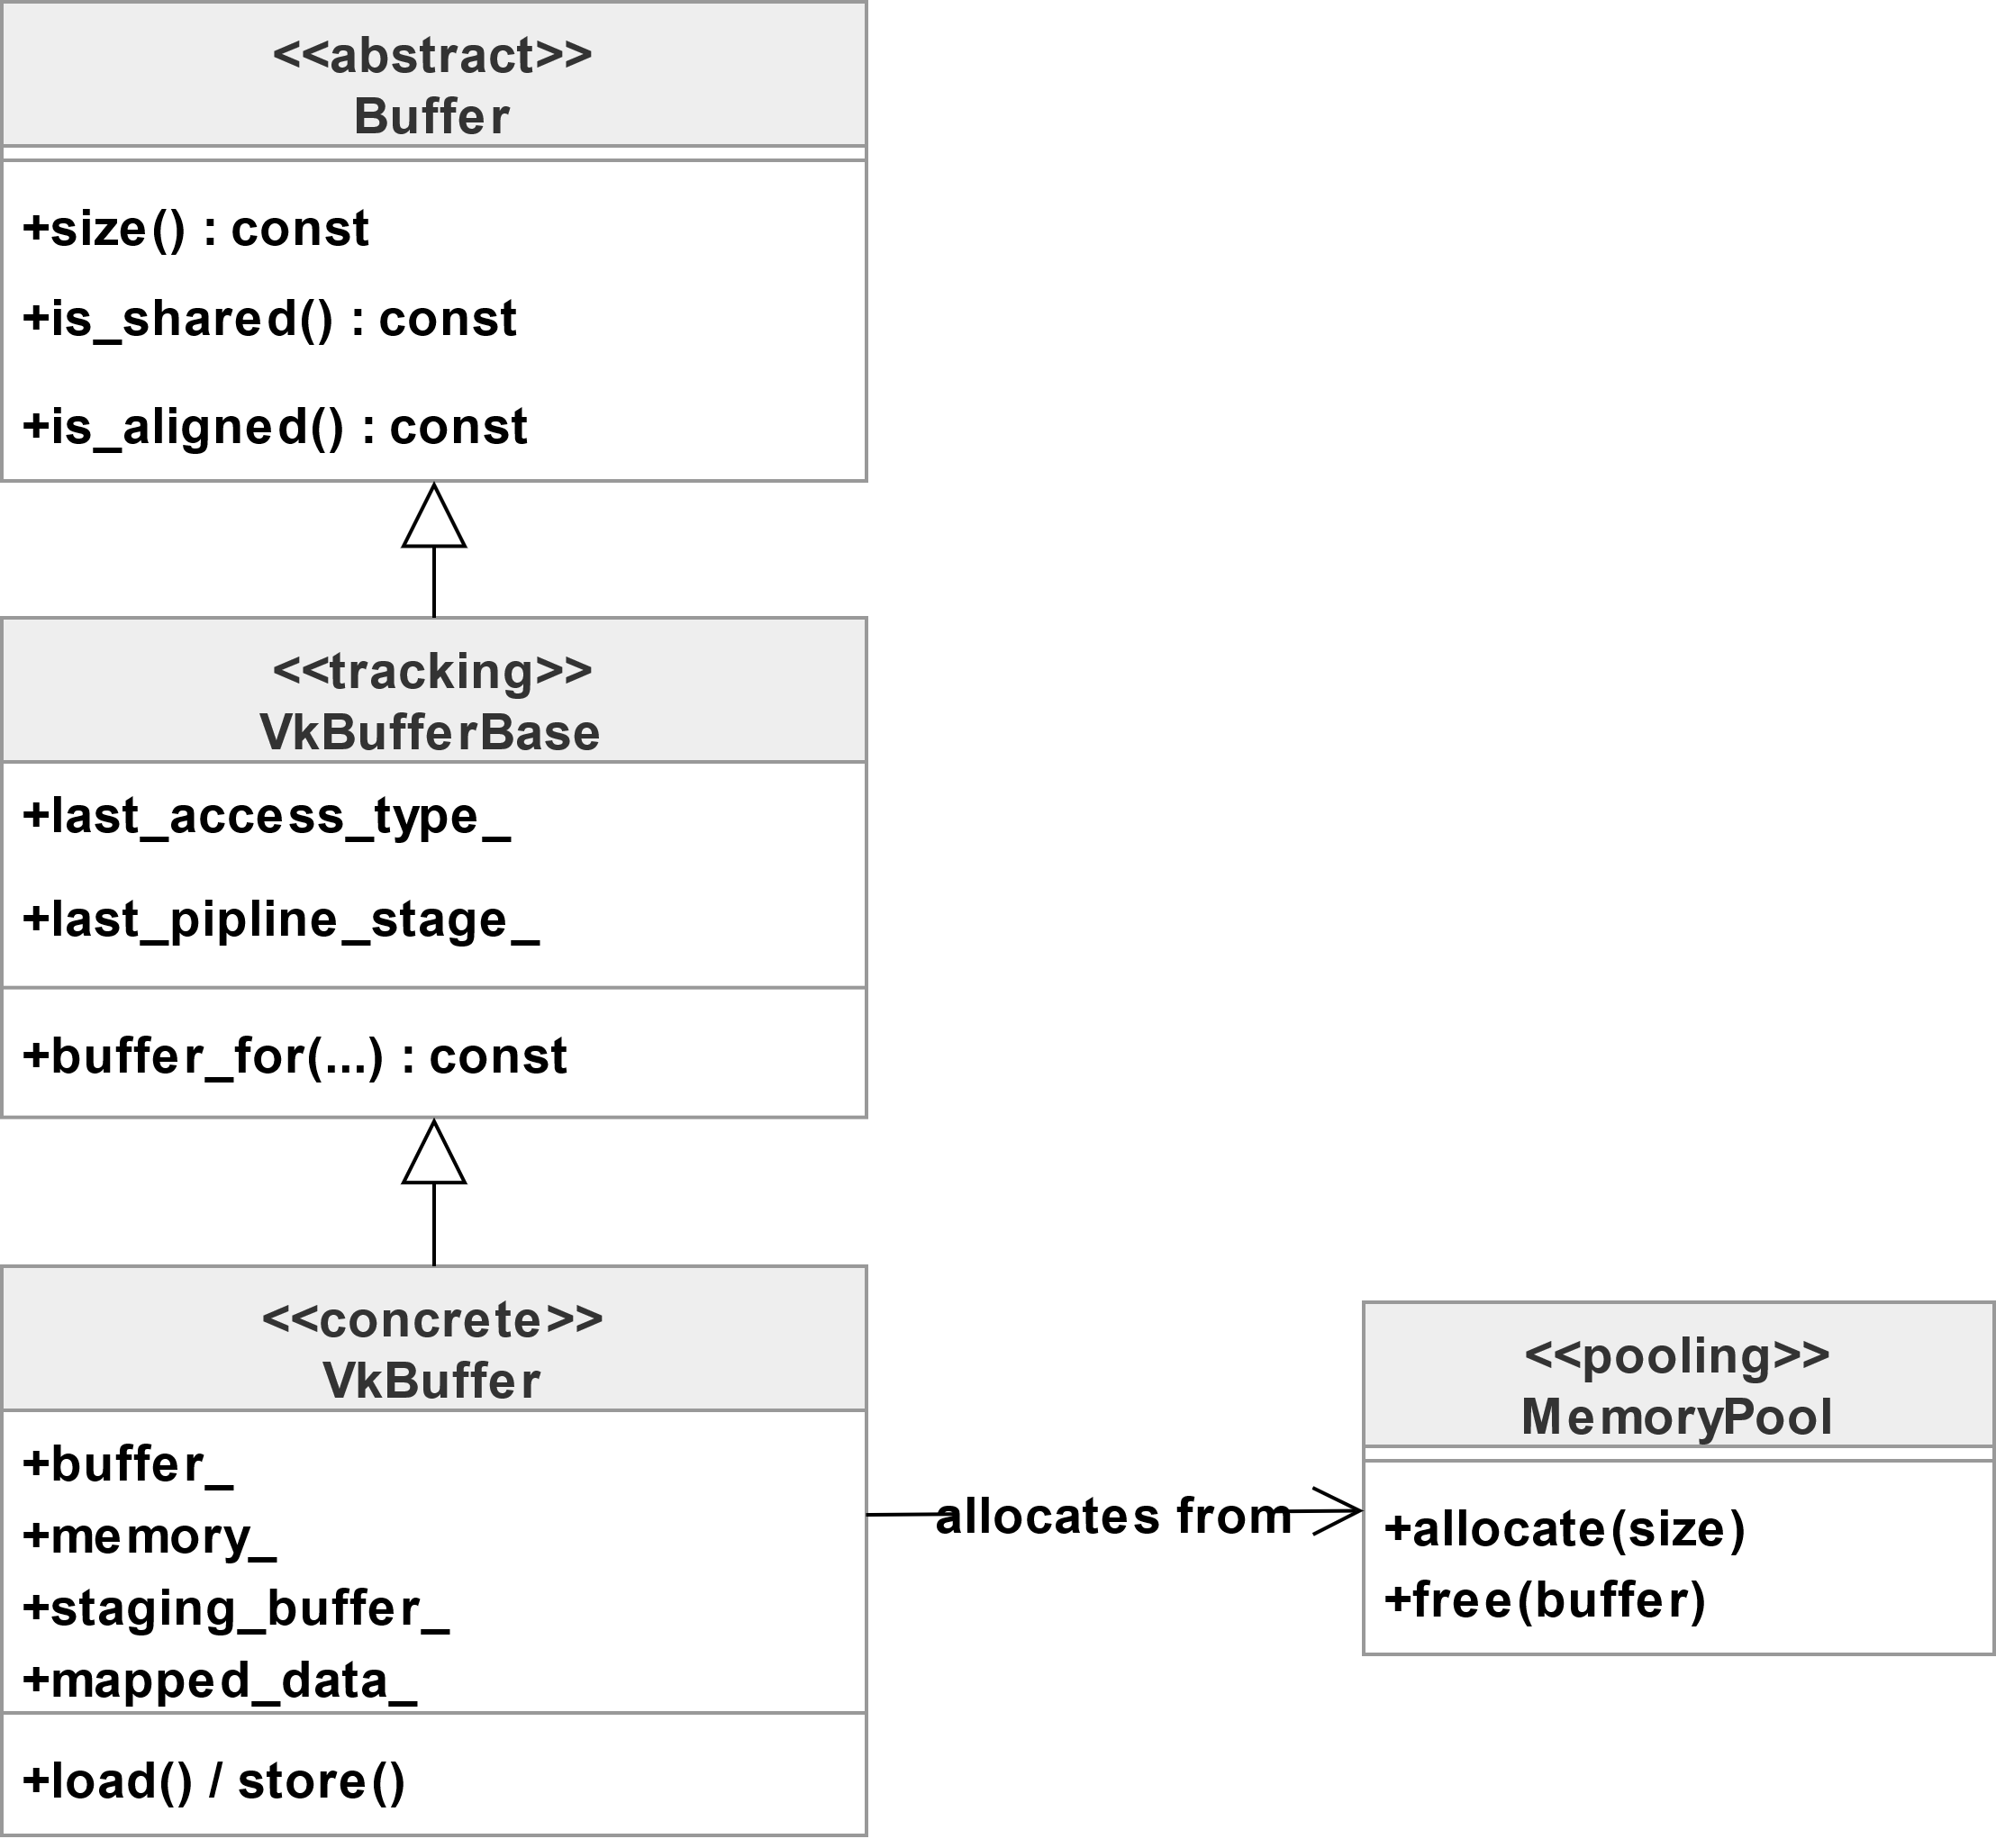 <<abstract>>
Buffer
+size() : const
+is_shared() : const
+is_aligned() : const
<<tracking>>
VkBufferBase
+last_access_type_
+last_pipline_stage_
+buffer_for(...) : const
<<concrete>>
VkBuffer
+buffer_
+memory_
+staging_buffer_
+mapped_data_
+load() / store()
allocates from
<<pooling>>
MemoryPool
+allocate(size)
+free(buffer)